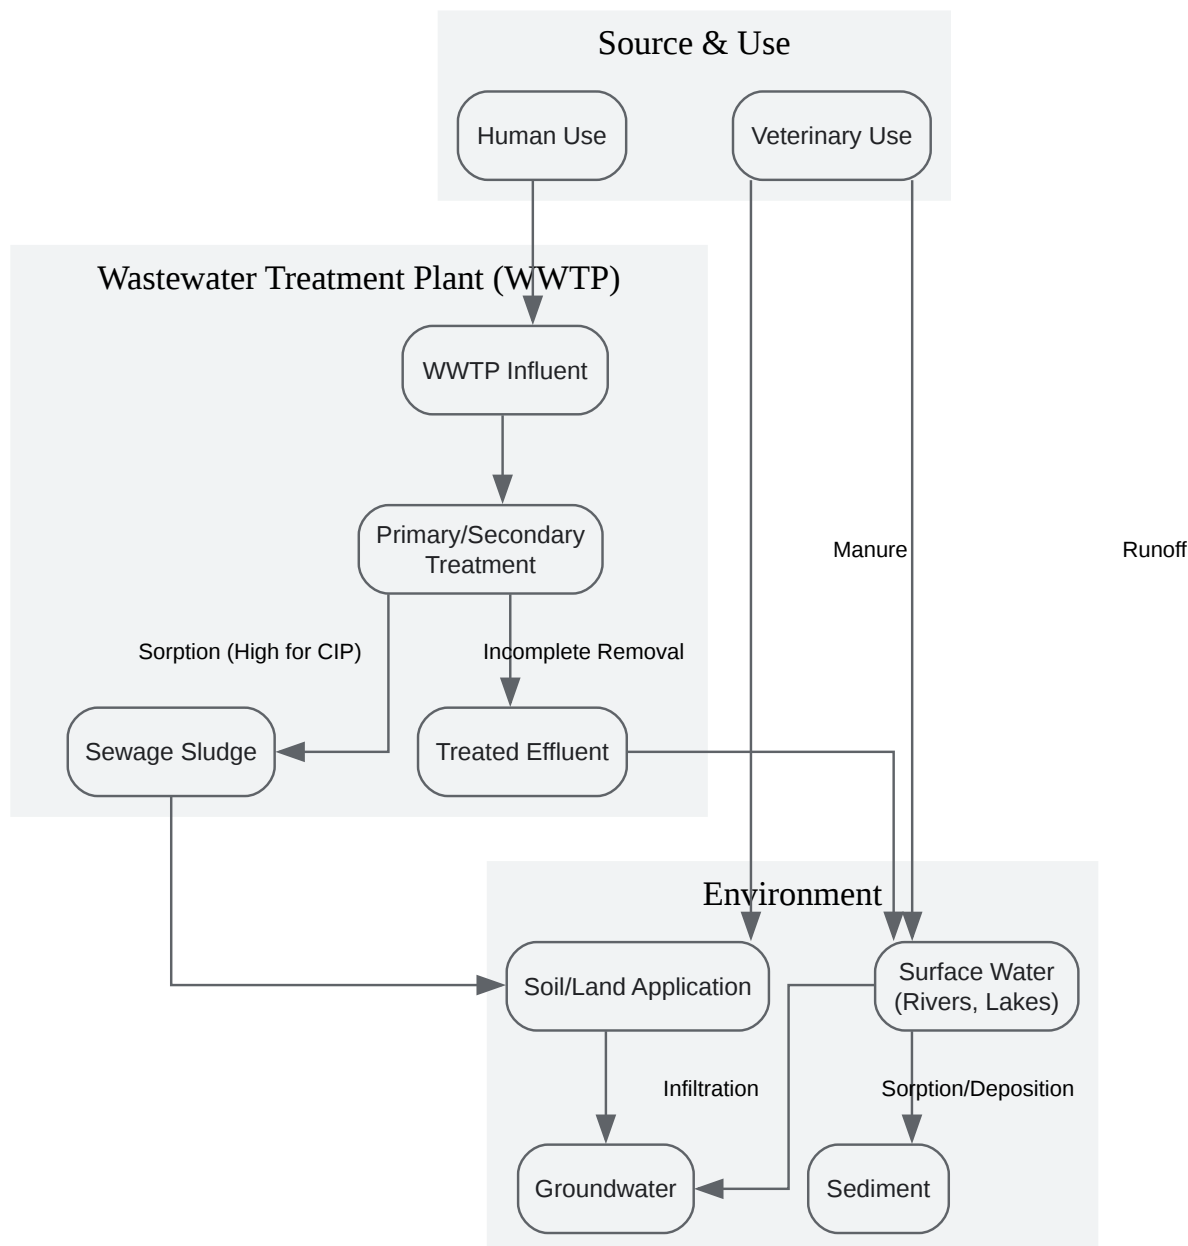 Source & Use
Human Use
Veterinary Use
Wastewater Treatment Plant (WWTP)
WWTP Influent
Primary/Secondary
Treatment
Manure
Runoff
Sorption (High for CIP)
Incomplete Removal
Sewage Sludge
Treated Effluent
Environment
Soil/Land Application
Surface Water
(Rivers, Lakes)
Infiltration
Sorption/Deposition
Groundwater
Sediment